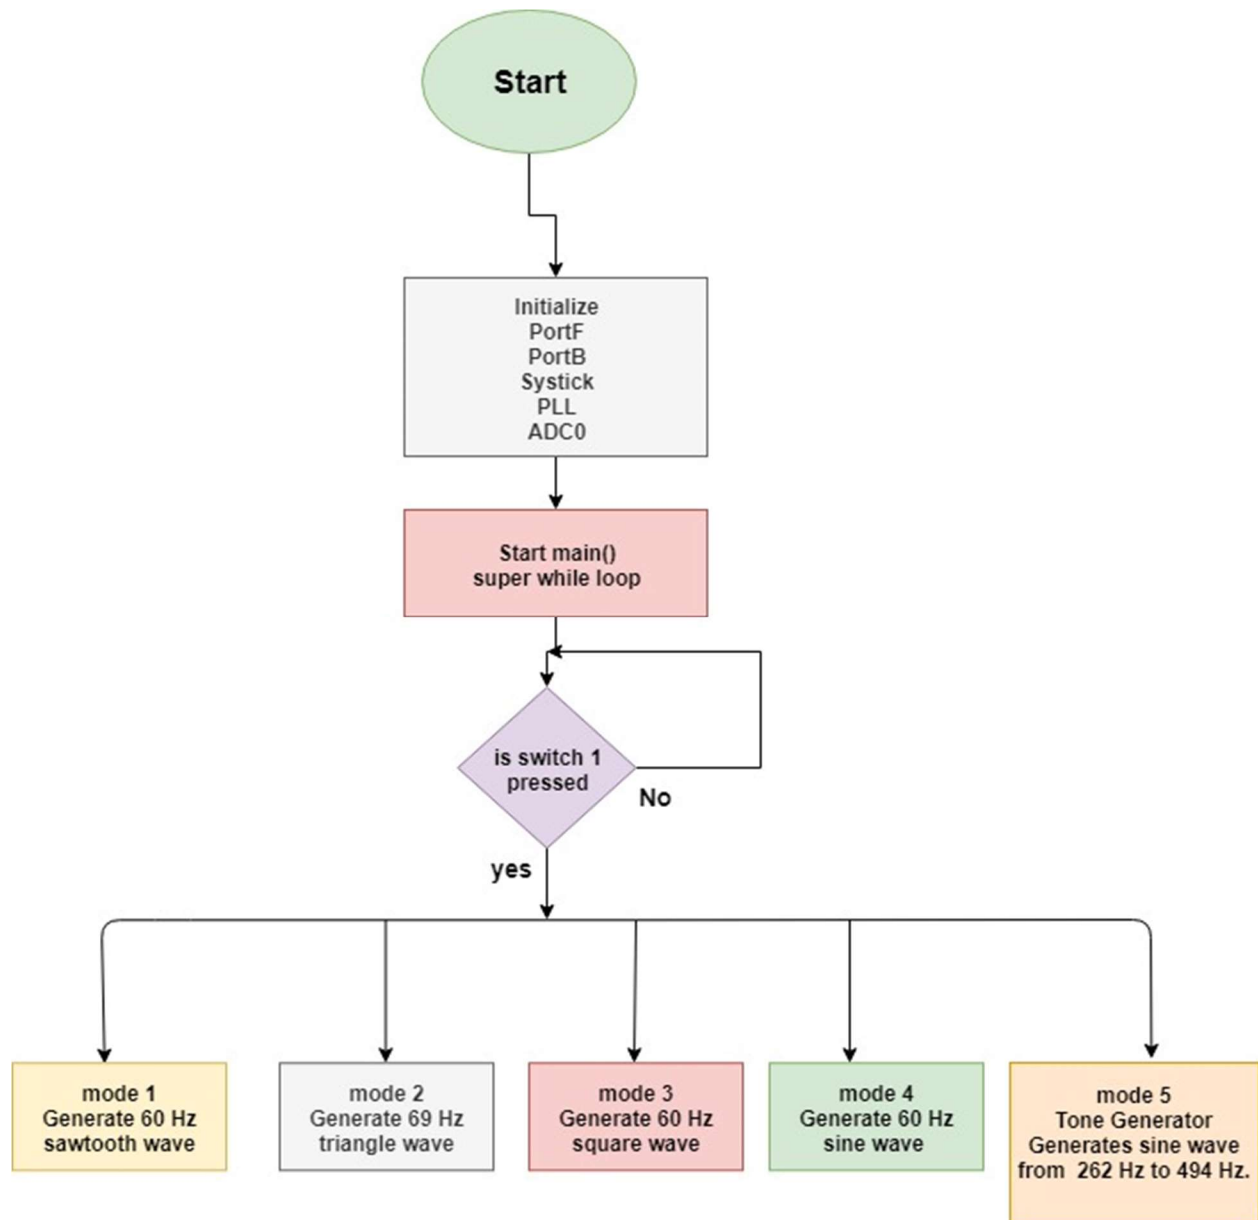 Start
Initialize
PortF
PortB
Systick
PLL
ADC0
Start main()
super while loop
is switch 1
pressed
No
yes
mode 1
Generate 60 Hz
sawtooth wave
mode 2
Generate 69 Hz
triangle wave
mode 3
Generate 60 Hz
square wave
mode 4
Generate 60 Hz
sine wave
mode 5
Tone Generator
Generates sine wave
from 262 Hz to 494 Hz.